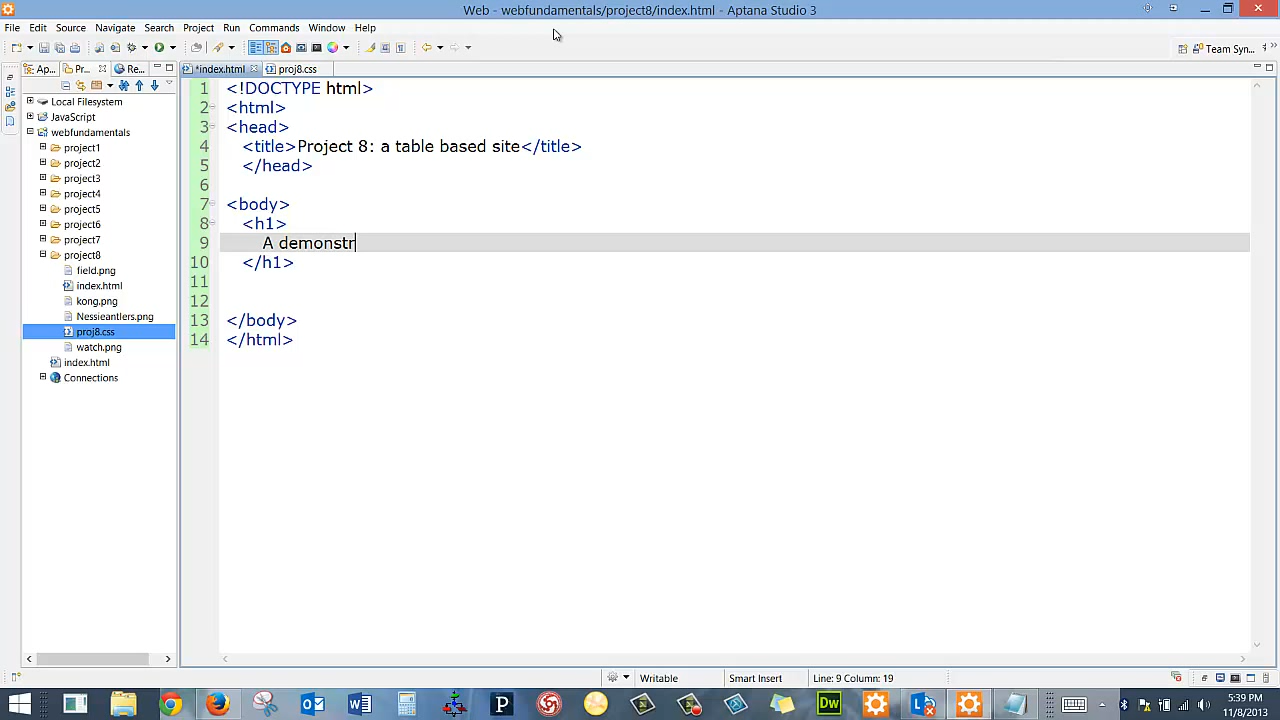 Web - webfundamentals/project8/index.html - Aptana Studio 3
File Edit Source Navigate Search Project Run Commands Window Help
Team Syn...
Ap... Pr... Re... *index.html proj8.css
Local Filesystem
JavaScript
webfundamentals
project1
project2
project3
project4
project5
project6
project7
project8
field.png
index.html
kong.png
Nessieantlers.png
proj8.css
watch.png
index.html
Connections
1 <!DOCTYPE html>
2 <html>
3 <head>
4 <title>Project 8: a table based site</title>
5 </head>
6
7 <body>
8 <h1>
9 A demonstr
10 </h1>
11
12
13 </body>
14 </html>
Writable Smart Insert Line: 9 Column: 19
5:39 PM
11/8/2013
P Dw L